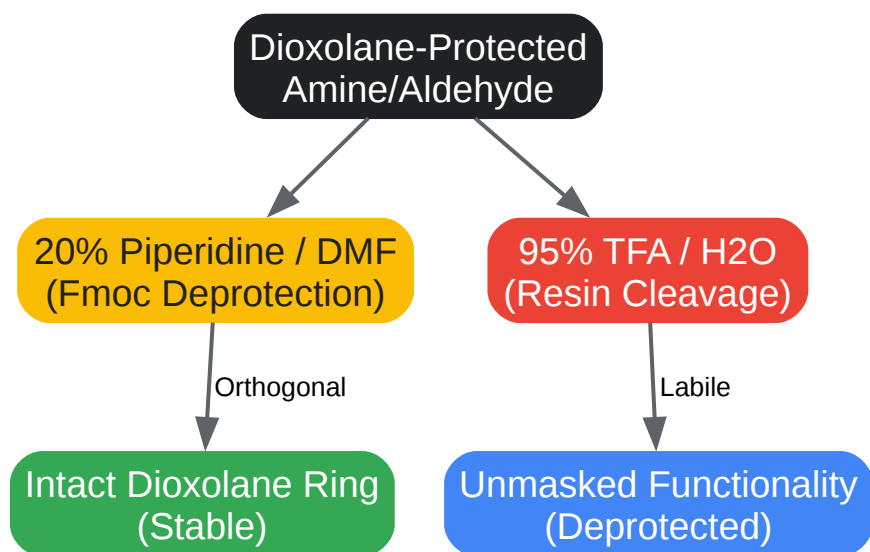 Dioxolane-Protected
Amine/Aldehyde
20% Piperidine / DMF
(Fmoc Deprotection)
95% TFA / H2O
(Resin Cleavage)
Orthogonal
Labile
Intact Dioxolane Ring
(Stable)
Unmasked Functionality
(Deprotected)